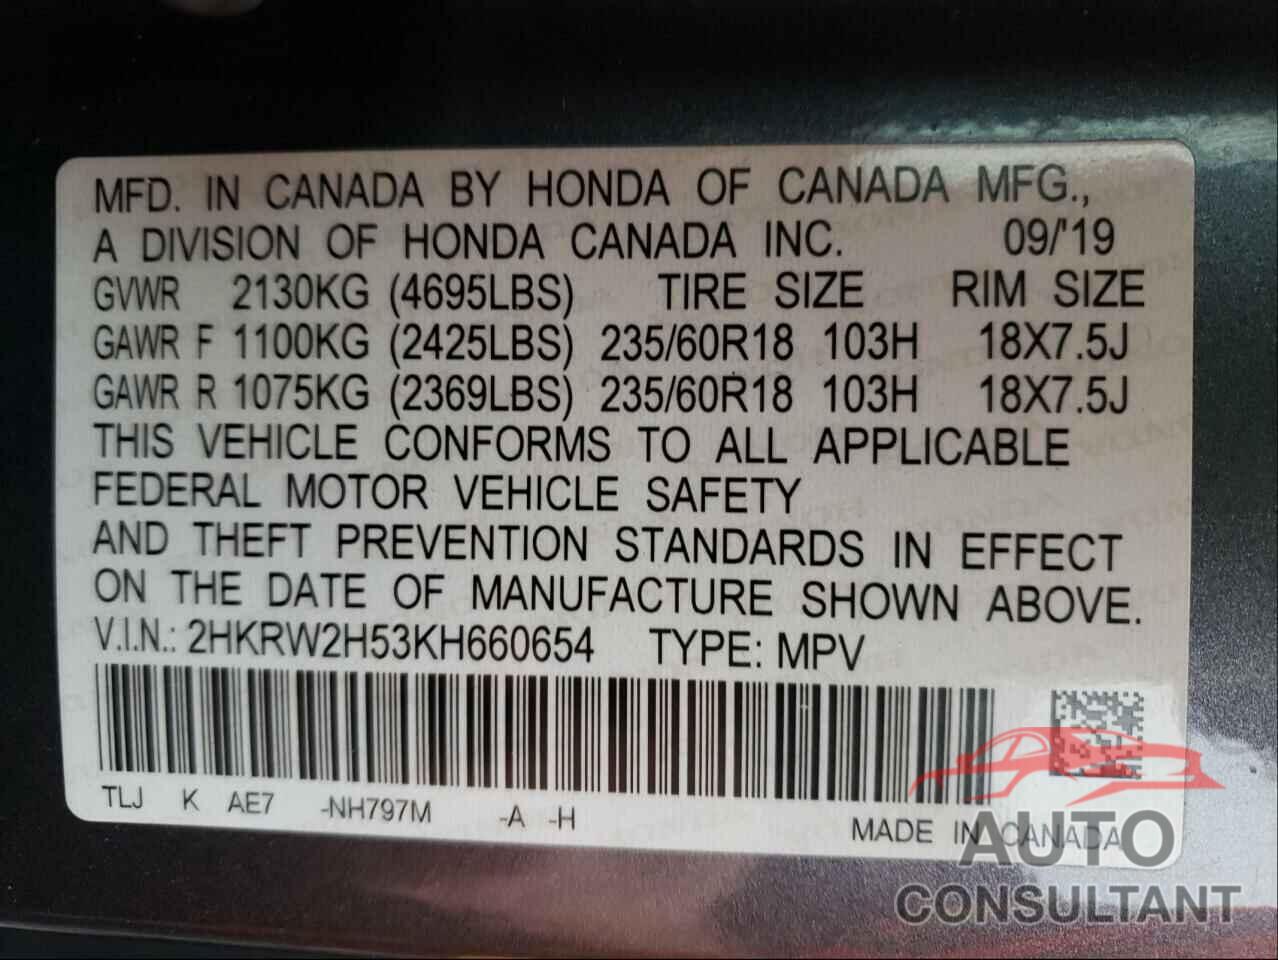 MFD. IN CANADA BY HONDA OF CANADA MFG.,
A DIVISION OF HONDA CANADA INC. 09/'19
GVWR 2130KG (4695LBS) TIRE SIZE RIM SIZE
GAWR F 1100KG (2425LBS) 235/60R18 103H 18X7.5J
GAWR R 1075KG (2369LBS) 235/60R18 103H 18X7.5J
THIS VEHICLE CONFORMS TO ALL APPLICABLE
FEDERAL MOTOR VEHICLE SAFETY
AND THEFT PREVENTION STANDARDS IN EFFECT
ON THE DATE OF MANUFACTURE SHOWN ABOVE.
V.I.N.: 2HKRW2H53KH660654 TYPE: MPV
TLJ K AE7 -NH797M -A -H
MADE IN CANADA
AUTO
CONSULTANT